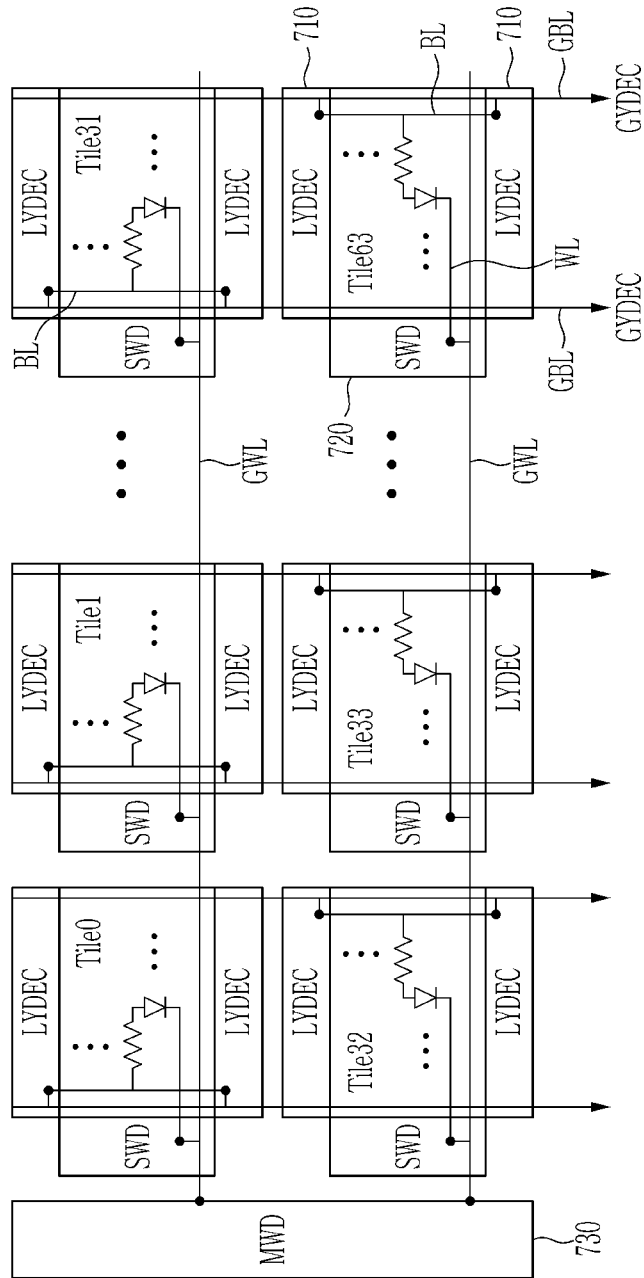 MWD
730
SWD
LYDEC
Tile0
LYDEC
SWD
LYDEC
Tile1
LYDEC
GWL
BL
SWD
LYDEC
Tile31
LYDEC
SWD
LYDEC
Tile32
LYDEC
SWD
LYDEC
Tile33
LYDEC
GWL
720
SWD
LYDEC
Tile63
LYDEC
WL
710
BL
710
GBL
GYDEC
GBL
GYDEC